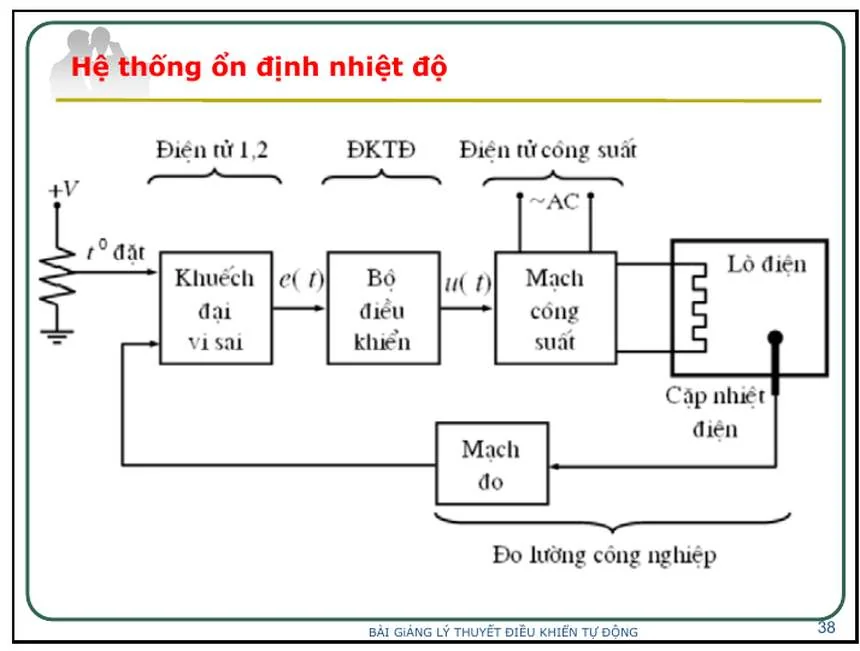 Hệ thống ổn định nhiệt độ
Điện tử 1,2
ĐKTĐ
Điện tử công suất
+V
~AC
t⁰ đặt
Khuếch
đại
vi sai
e( t)
Bộ
điều
khiển
u( t)
Mạch
công
suất
Lò điện
Cặp nhiệt
điện
Mạch
đo
Đo lường công nghiệp
BÀI GiẢNG LÝ THUYẾT ĐIỀU KHIỂN TỰ ĐỘNG
38